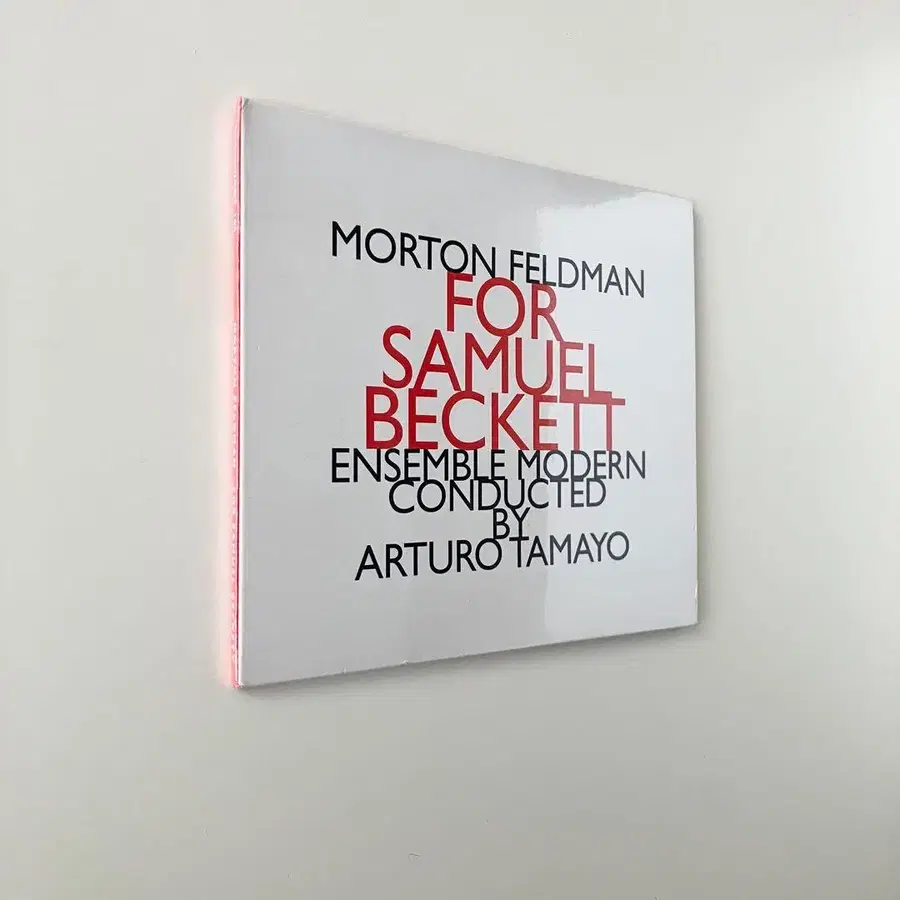 MORTON FELDMAN
FOR
SAMUEL
BECKETT
ENSEMBLE MODERN
CONDUCTED
BY
ARTURO TAMAYO